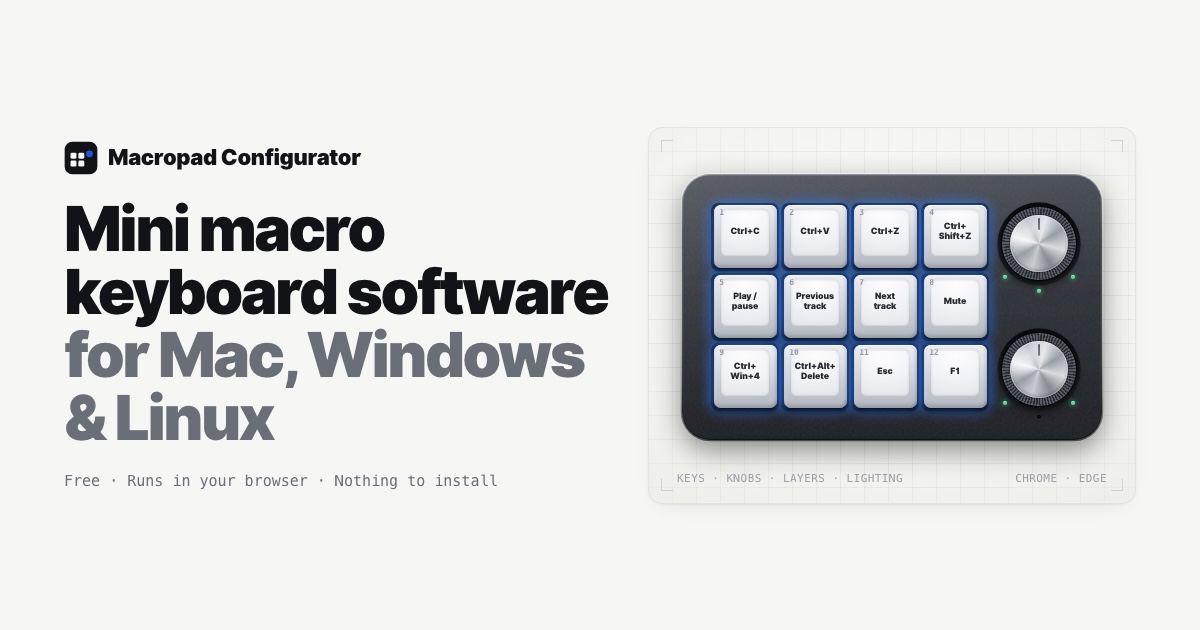 Macropad Configurator
Mini macro
keyboard software
for Mac, Windows
& Linux
Free · Runs in your browser · Nothing to install
1
Ctrl+C
2
Ctrl+V
3
Ctrl+Z
4
Ctrl+
Shift+Z
5
Play /
pause
6
Previous
track
7
Next
track
8
Mute
9
Ctrl+
Win+4
10
Ctrl+Alt+
Delete
11
Esc
12
F1
KEYS · KNOBS · LAYERS · LIGHTING
CHROME · EDGE